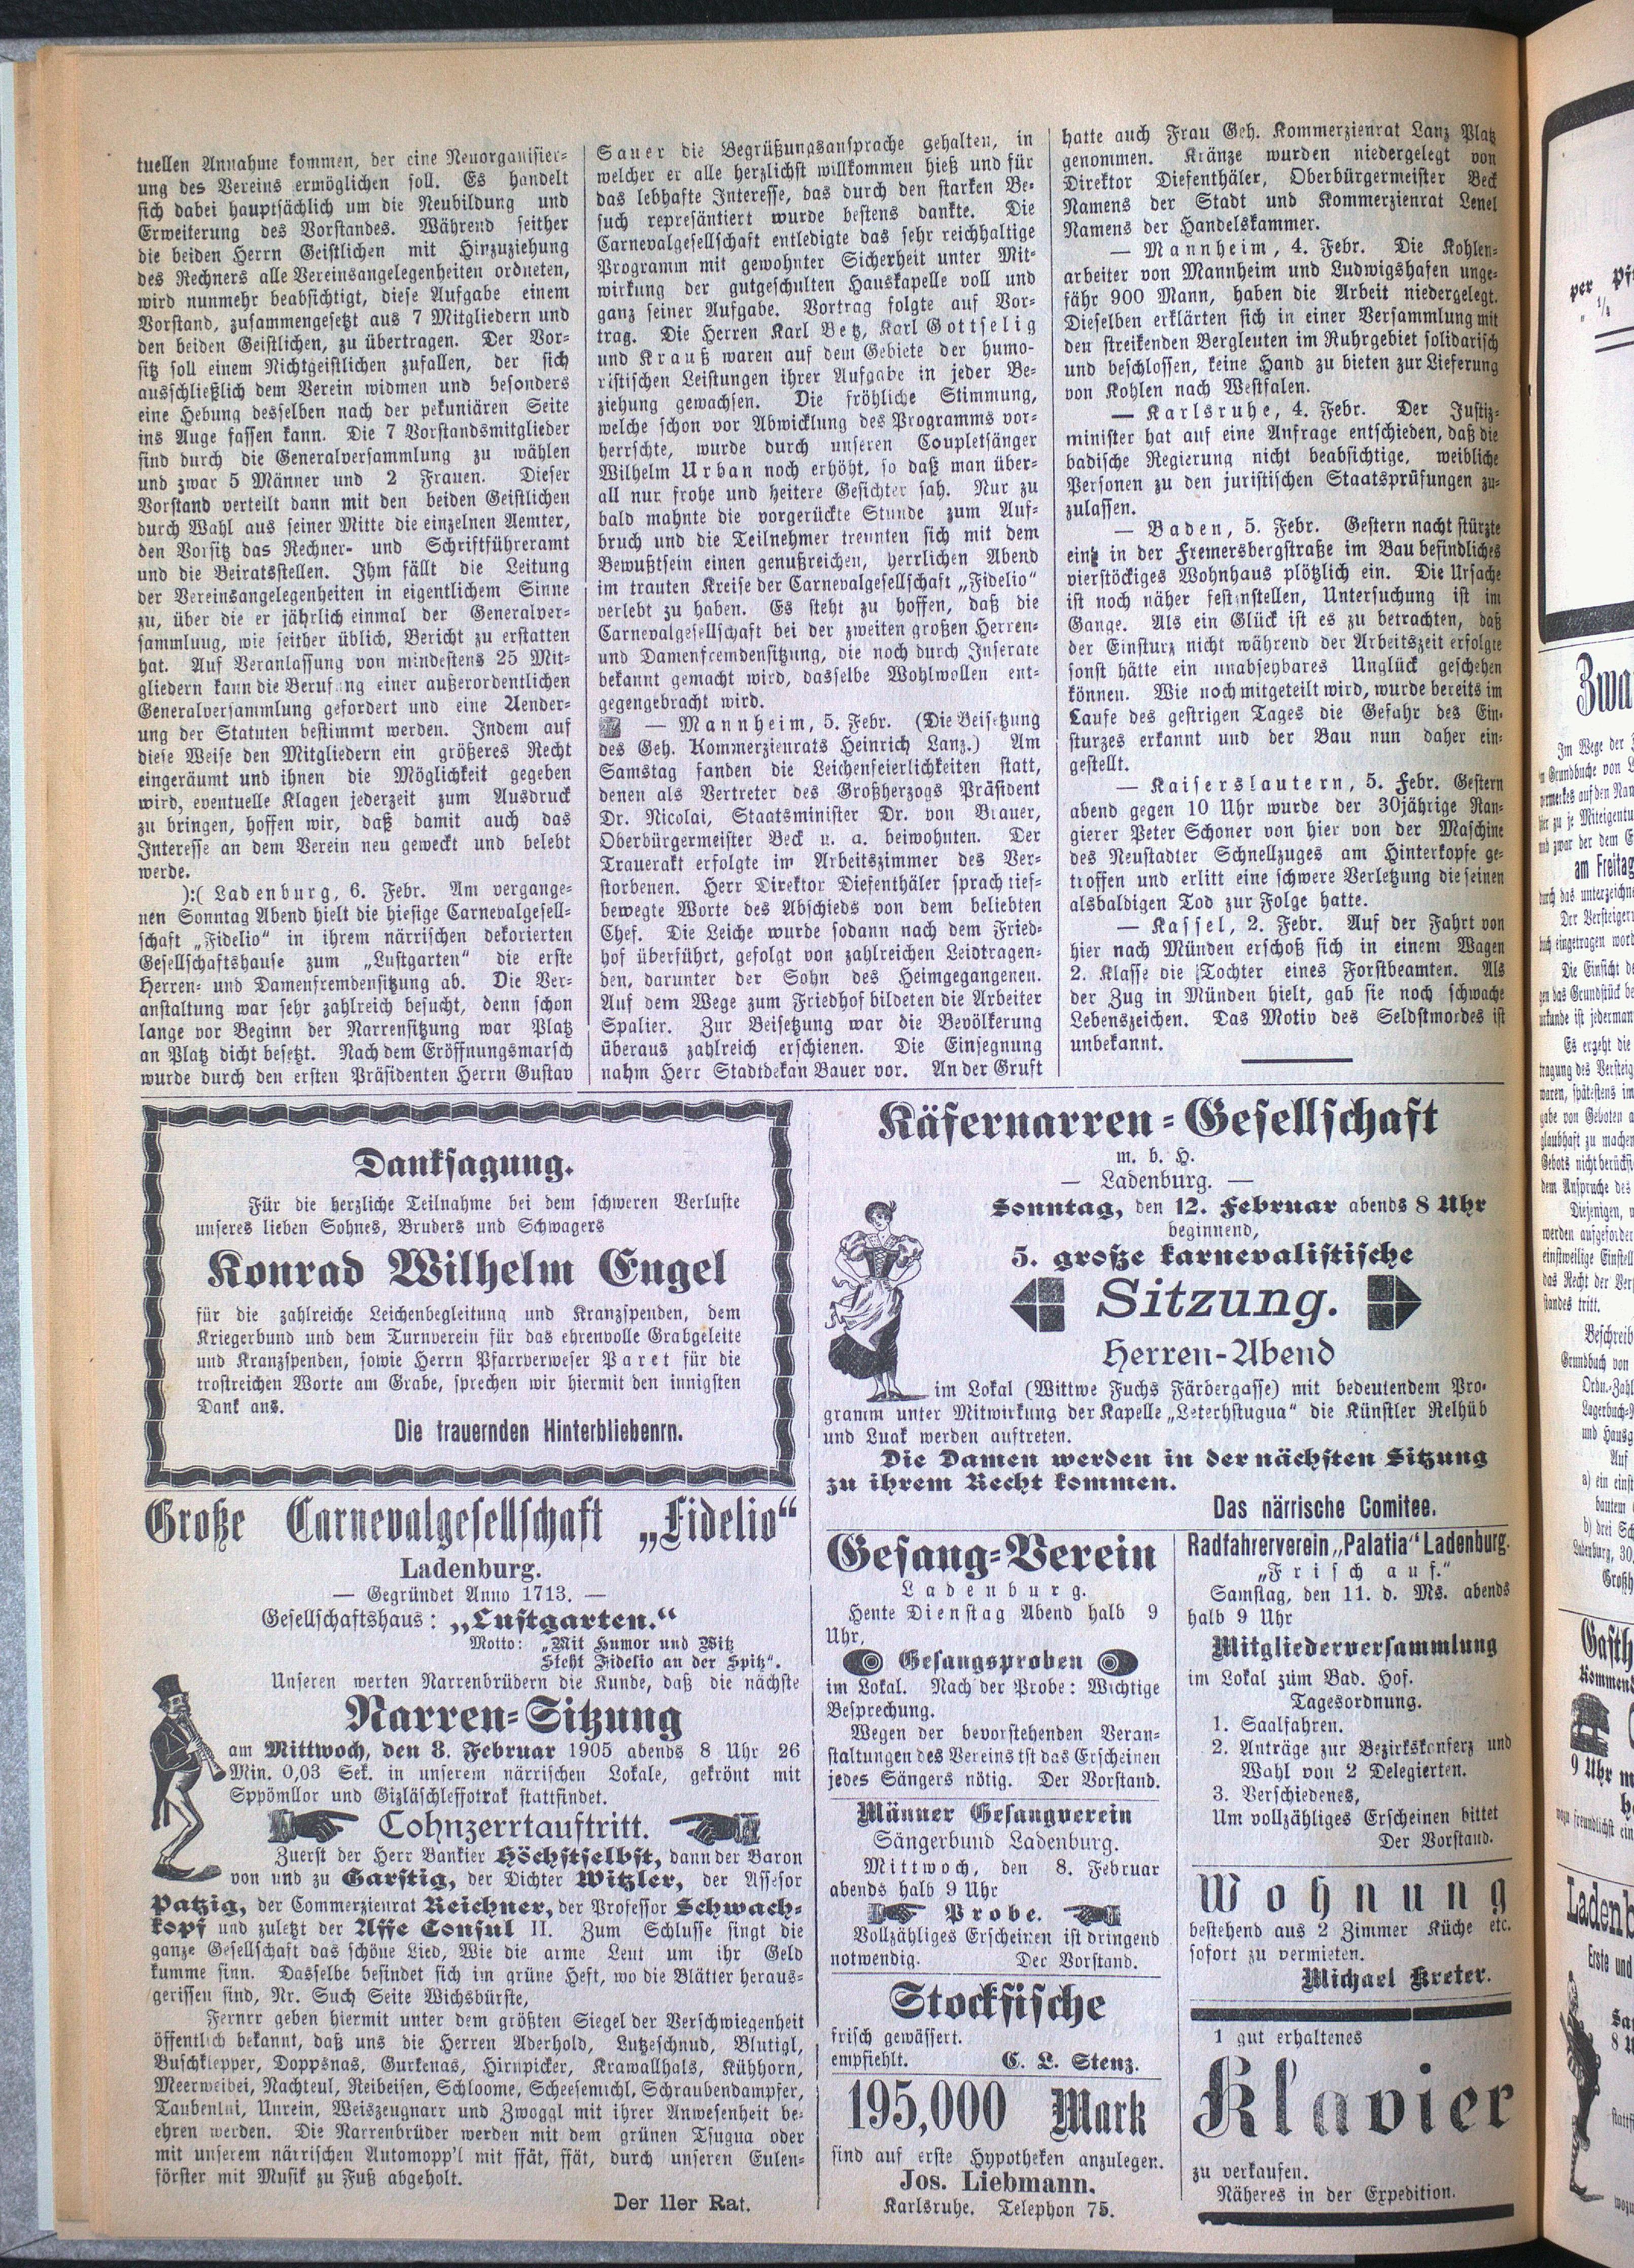 tuellen Annahme kommen, der eine Neuorganisier-
ung des Vereins ermöglichen soll. Es handelt
sich dabei hauptsächlich um die Neubildung und
Erweiterung des Vorstandes. Während seither
die beiden Herrn Geistlichen mit Hinzuziehung
des Rechners alle Vereinsangelegenheiten ordneten,
wird nunmehr beabsichtigt, diese Aufgabe einem
Vorstand, zusammengesetzt aus 7 Mitgliedern und
den beiden Geistlichen, zu übertragen. Der Vor-
sitz soll einem Nichtgeistlichen zufallen, der sich
ausschließlich dem Verein widmen und besonders
eine Hebung desselben nach der pekuniären Seite
ins Auge fassen kann. Die 7 Vorstandsmitglieder
sind durch die Generalversammlung zu wählen
und zwar 5 Männer und 2 Frauen. Dieser
Vorstand verteilt dann mit den beiden Geistlichen
durch Wahl aus seiner Mitte die einzelnen Aemter,
den Vorsitz das Rechner- und Schriftführeramt
und die Beiratsstellen. Ihm fällt die Leitung
der Vereinsangelegenheiten in eigentlichem Sinne
zu, über die er jährlich einmal der Generalver-
sammlung, wie seither üblich, Bericht zu erstatten
hat. Auf Veranlassung von mindestens 25 Mit-
gliedern kann die Berufung einer außerordentlichen
Generalversammlung gefordert und eine Aender-
ung der Statuten bestimmt werden. Indem auf
diese Weise den Mitgliedern ein größeres Recht
eingeräumt und ihnen die Möglichkeit gegeben
wird, eventuelle Klagen jederzeit zum Ausdruck
zu bringen, hoffen wir, daß damit auch das
Interesse an dem Verein neu geweckt und belebt
werde.
):( Ladenburg, 6. Febr. Am vergange-
nen Sonntag Abend hielt die hiesige Carnevalgesell-
schaft „Fidelio“ in ihrem närrischen dekorierten
Gesellschaftshause zum „Lustgarten“ die erste
Herren- und Damenfremdensitzung ab. Die Ver-
anstaltung war sehr zahlreich besucht, denn schon
lange vor Beginn der Narrensitzung war Platz
an Platz dicht besetzt. Nach dem Eröffnungsmarsch
wurde durch den ersten Präsidenten Herrn Gustav
Sauer die Begrüßungsansprache gehalten, in
welcher er alle herzlichst willkommen hieß und für
das lebhafte Interesse, das durch den starken Be-
such represäntiert wurde bestens dankte. Die
Carnevalgesellschaft entledigte das sehr reichhaltige
Programm mit gewohnter Sicherheit unter Mit-
wirkung der gutgeschulten Hauskapelle voll und
ganz seiner Aufgabe. Vortrag folgte auf Vor-
trag. Die Herren Karl Betz, Karl Gottselig
und Krauß waren auf dem Gebiete der humo-
ristischen Leistungen ihrer Aufgabe in jeder Be-
ziehung gewachsen. Die fröhliche Stimmung,
welche schon vor Abwicklung des Programms vor-
herrschte, wurde durch unseren Coupletsänger
Wilhelm Urban noch erhöht, so daß man über-
all nur frohe und heitere Gesichter sah. Nur zu
bald mahnte die vorgerückte Stunde zum Auf-
bruch und die Teilnehmer trennten sich mit dem
Bewußtsein einen genußreichen, herrlichen Abend
im trauten Kreise der Carnevalgesellschaft „Fidelio“
verlebt zu haben. Es steht zu hoffen, daß die
Carnevalgesellschaft bei der zweiten großen Herren-
und Damenfremdensitzung, die noch durch Inserate
bekannt gemacht wird, dasselbe Wohlwollen ent-
gegengebracht wird.
— Mannheim, 5. Febr. (Die Beisetzung
des Geh. Kommerzienrats Heinrich Lanz.) Am
Samstag fanden die Leichenfeierlichkeiten statt,
denen als Vertreter des Großherzogs Präsident
Dr. Nicolai, Staatsminister Dr. von Brauer,
Oberbürgermeister Beck u. a. beiwohnten. Der
Trauerakt erfolgte im Arbeitszimmer des Ver-
storbenen. Herr Direktor Diefenthäler sprach tief-
bewegte Worte des Abschieds von dem beliebten
Chef. Die Leiche wurde sodann nach dem Fried-
hof überführt, gefolgt von zahlreichen Leidtragen-
den, darunter der Sohn des Heimgegangenen.
Auf dem Wege zum Friedhof bildeten die Arbeiter
Spalier. Zur Beisetzung war die Bevölkerung
überaus zahlreich erschienen. Die Einsegnung
nahm Herr Stadtdekan Bauer vor. An der Gruft
hatte auch Frau Geh. Kommerzienrat Lanz Platz
genommen. Kränze wurden niedergelegt von
Direktor Diefenthäler, Oberbürgermeister Beck
Namens der Stadt und Kommerzienrat Lenel
Namens der Handelskammer.
— Mannheim, 4. Febr. Die Kohlen-
arbeiter von Mannheim und Ludwigshafen unge-
fähr 900 Mann, haben die Arbeit niedergelegt.
Dieselben erklärten sich in einer Versammlung mit
den streikenden Bergleuten im Ruhrgebiet solidarisch
und beschlossen, keine Hand zu bieten zur Lieferung
von Kohlen nach Westfalen.
— Karlsruhe, 4. Febr. Der Justiz-
minister hat auf eine Anfrage entschieden, daß die
badische Regierung nicht beabsichtige, weibliche
Personen zu den juristischen Staatsprüfungen zu-
zulassen.
— Baden, 5. Febr. Gestern nacht stürzte
ein in der Fremersbergstraße im Bau befindliches
vierstöckiges Wohnhaus plötzlich ein. Die Ursache
ist noch näher festinstellen, Untersuchung ist im
Gange. Als ein Glück ist es zu betrachten, daß
der Einsturz nicht während der Arbeitszeit erfolgte
sonst hätte ein unabsehbares Unglück geschehen
können. Wie noch mitgeteilt wird, wurde bereits im
Laufe des gestrigen Tages die Gefahr des Ein-
sturzes erkannt und der Bau nun daher ein-
gestellt.
— Kaiserslautern, 5. Febr. Gestern
abend gegen 10 Uhr wurde der 30jährige Ran-
gierer Peter Schoner von hier von der Maschine
des Neustadter Schnellzuges am Hinterkopfe ge-
troffen und erlitt eine schwere Verletzung die seinen
alsbaldigen Tod zur Folge hatte.
— Kassel, 2. Febr. Auf der Fahrt von
hier nach Münden erschoß sich in einem Wagen
2. Klasse die Tochter eines Forstbeamten. Als
der Zug in Münden hielt, gab sie noch schwache
Lebenszeichen. Das Motiv des Seldstmordes ist
unbekannt.
Danksagung.
Für die herzliche Teilnahme bei dem schweren Verluste
unseres lieben Sohnes, Bruders und Schwagers
Konrad Wilhelm Engel
für die zahlreiche Leichenbegleitung und Kranzspenden, dem
Kriegerbund und dem Turnverein für das ehrenvolle Grabgeleite
und Kranzspenden, sowie Herrn Pfarrverweser Paret für die
trostreichen Worte am Grabe, sprechen wir hiermit den innigsten
Dank aus.
Die trauernden Hinterbliebenrn.
Große Carnevalgesellschaft „Fidelio“
Ladenburg.
— Gegründet Anno 1713. —
Gesellschaftshaus: „Lustgarten.“
Motto: „Mit Humor und Witz
Steht Fidelio an der Spitz“.
Unseren werten Narrenbrüdern die Kunde, daß die nächste
Narren-Sitzung
am Mittwoch, den 8. Februar 1905 abends 8 Uhr 26
Min. 0,03 Sek. in unserem närrischen Lokale, gekrönt mit
Sppömllor und Gizläschleffotrak stattfindet.
Cohnzerrtauftritt.
Zuerst der Herr Bankier Höchstselbst, dann der Baron
von und zu Garstig, der Dichter Witzler, der Assesor
Patzig, der Commerzienrat Reichner, der Professor Schwach-
kopf und zuletzt der Affe Consul II. Zum Schlusse singt die
ganze Gesellschaft das schöne Lied, Wie die arme Leut um ihr Geld
kumme sinn. Dasselbe befindet sich im grüne Heft, wo die Blätter heraus-
gerissen sind, Nr. Such Seite Wichsbürste,
Fernrr geben hiermit unter dem größten Siegel der Verschwiegenheit
öffentlich bekannt, daß uns die Herren Aderhold, Lutzeschnud, Blutigl,
Buschklepper, Doppsnas, Gurkenas, Hirnpicker, Krawallhals, Kühhorn,
Meerweibei, Nachteul, Reibeisen, Schloome, Scheesemichl, Schraubendampfer,
Taubenlui, Unrein, Weiszeugnarr und Zwoggl mit ihrer Anwesenheit be-
ehren werden. Die Narrenbrüder werden mit dem grünen Tsugua oder
mit unserem närrischen Automopp'l mit ffät, ffät, durch unseren Eulen-
förster mit Musik zu Fuß abgeholt.
Der 11er Rat.
Käfernarren-Gesellschaft
m. b. H.
— Ladenburg. —
Sonntag, den 12. Februar abends 8 Uhr
beginnend,
5. große karnevalistische
Sitzung.
Herren-Abend
im Lokal (Wittwe Fuchs Färbergasse) mit bedeutendem Pro-
gramm unter Mitwirkung der Kapelle „Letechstugua“ die Künstler Relhüb
und Luak werden auftreten.
Die Damen werden in der nächsten Sitzung
zu ihrem Recht kommen.
Das närrische Comitee.
Gesang-Verein
Ladenburg.
Heute Dienstag Abend halb 9
Uhr,
Gesangsproben
im Lokal. Nach der Probe: Wichtige
Besprechung.
Wegen der bevorstehenden Veran-
staltungen des Vereins ist das Erscheinen
jedes Sängers nötig. Der Vorstand.
Männer Gesangverein
Sängerbund Ladenburg.
Mittwoch, den 8. Februar
abends halb 9 Uhr
Probe.
Vollzähliges Erscheinen ist dringend
notwendig. Der Vorstand.
Stockfische
frisch gewässert.
empfiehlt. C. L. Stenz.
195,000 Mark
sind auf erste Hypotheken anzulegen.
Jos. Liebmann.
Karlsruhe. Telephon 75.
Radfahrerverein „Palatia“ Ladenburg.
„Frisch auf.“
Samstag, den 11. d. Ms. abends
halb 9 Uhr
Mitgliederversammlung
im Lokal zum Bad. Hof.
Tagesordnung.
1. Saalfahren.
2. Anträge zur Bezirkskonferz und
Wahl von 2 Delegierten.
3. Verschiedenes,
Um vollzähliges Erscheinen bittet
Der Vorstand.
Wohnung
bestehend aus 2 Zimmer Küche etc.
sofort zu vermieten.
Michael Kreter.
1 gut erhaltenes
Klavier
zu verkaufen.
Näheres in der Expedition.
per
Im Wege der
Grundbuche von
am Freitag
Der Versteiger
Die Einsicht
Es ergeht die
Diejenigen,
werden aufgeforder
das Recht der
standes tritt.
Grundbuch von
und
b) drei
Ladenburg, 30.
9 Uhr
Erste und